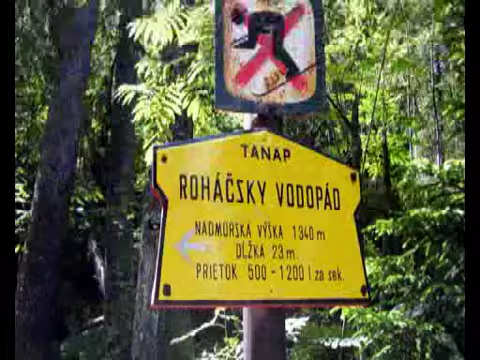 TANAP
ROHÁČSKY VODOPÁD
NADMORSKÁ VÝŠKA 1340 m
DĹŽKA 23 m
PRIETOK 500-1200 l za sek.